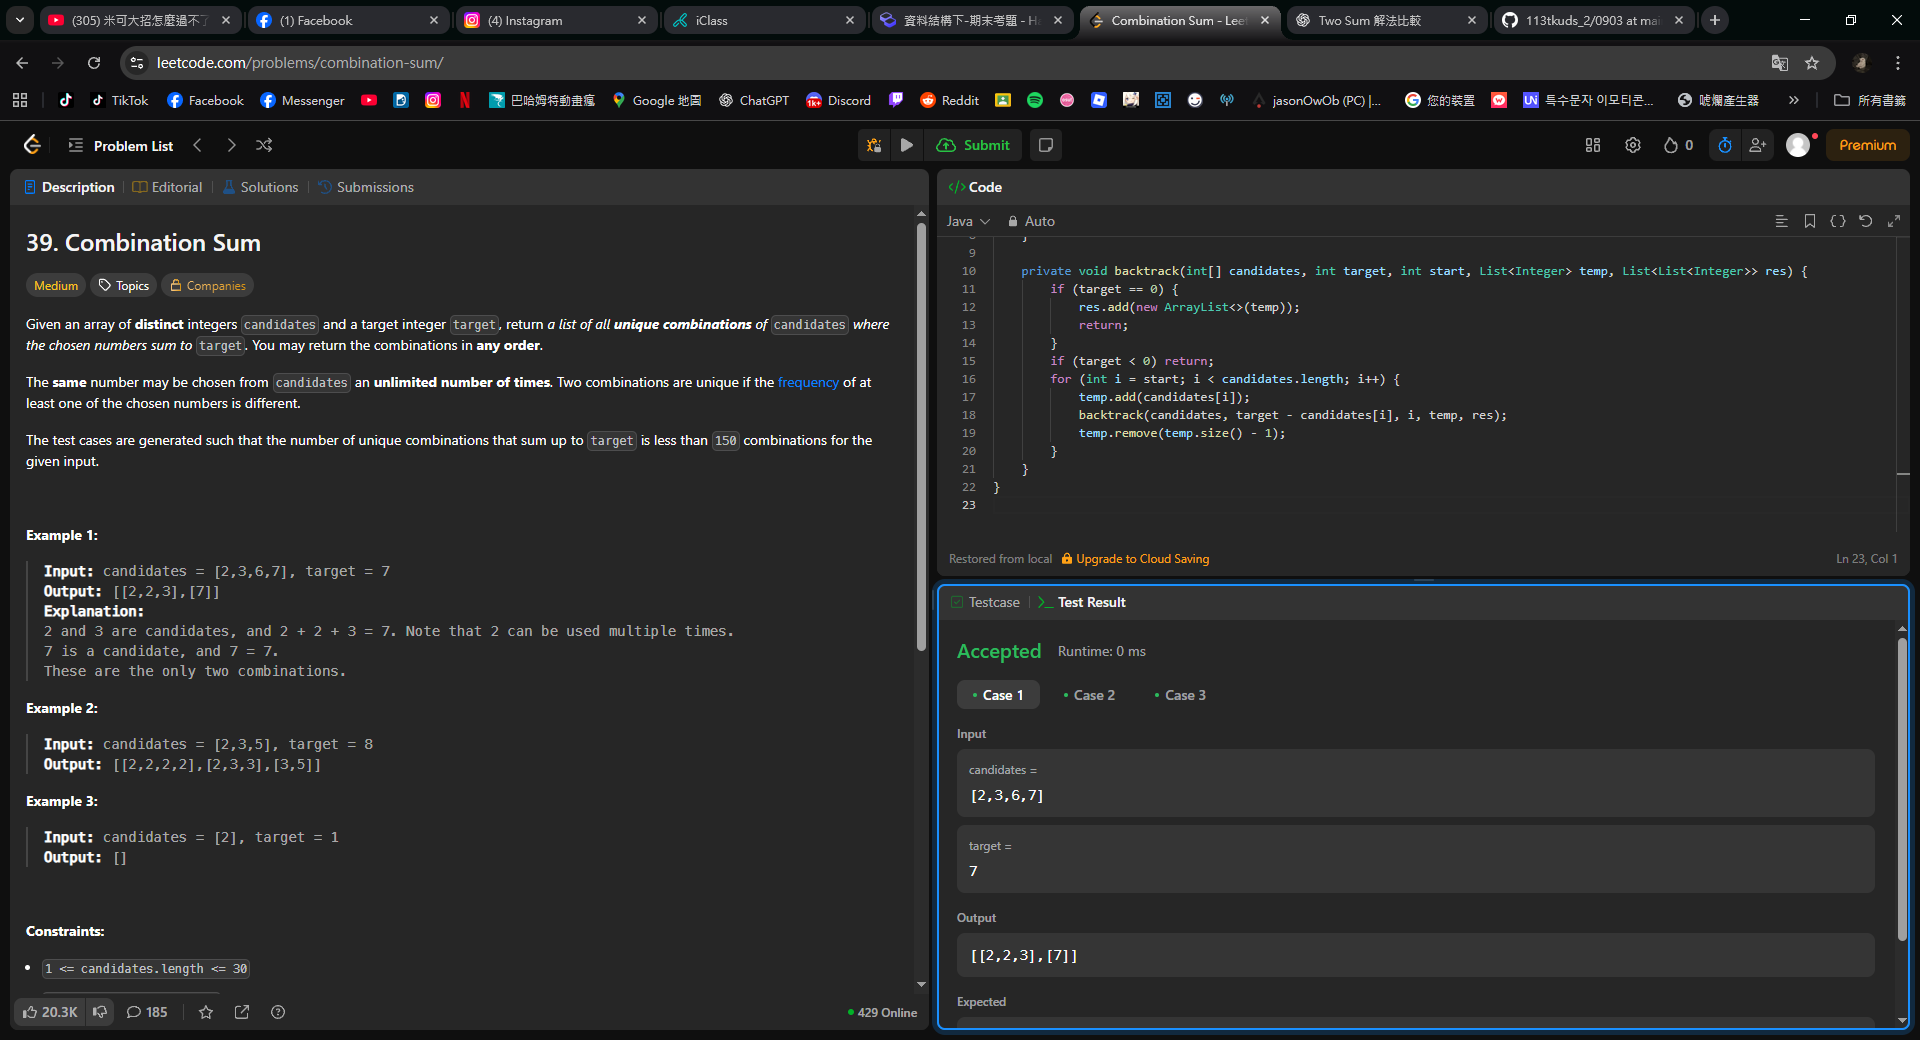 (305) 米可大招怎麼過不了
(1) Facebook
(4) Instagram
iClass
資料結構下-期末考題 - Ha
Combination Sum - Leet
Two Sum 解法比較
113tkuds_2/0903 at mai
leetcode.com/problems/combination-sum/
TikTok
Facebook
Messenger
巴哈姆特動畫瘋
Google 地圖
ChatGPT
Discord
Reddit
jasonOwOb (PC) |...
您的裝置
특수문자 이모티콘...
唬爛產生器
所有書籤
Problem List
Submit
0
Premium
Description
Editorial
Solutions
Submissions
39. Combination Sum
Medium
Topics
Companies
Given an array of distinct integers candidates and a target integer target, return a list of all unique combinations of candidates where
the chosen numbers sum to target. You may return the combinations in any order.
The same number may be chosen from candidates an unlimited number of times. Two combinations are unique if the frequency of at
least one of the chosen numbers is different.
The test cases are generated such that the number of unique combinations that sum up to target is less than 150 combinations for the
given input.
Example 1:
Input: candidates = [2,3,6,7], target = 7
Output: [[2,2,3],[7]]
Explanation:
2 and 3 are candidates, and 2 + 2 + 3 = 7. Note that 2 can be used multiple times.
7 is a candidate, and 7 = 7.
These are the only two combinations.
Example 2:
Input: candidates = [2,3,5], target = 8
Output: [[2,2,2,2],[2,3,3],[3,5]]
Example 3:
Input: candidates = [2], target = 1
Output: []
Constraints:
1 <= candidates.length <= 30
20.3K
185
429 Online
</> Code
Java
Auto
8 }
9
10 private void backtrack(int[] candidates, int target, int start, List<Integer> temp, List<List<Integer>> res) {
11 if (target == 0) {
12 res.add(new ArrayList<>(temp));
13 return;
14 }
15 if (target < 0) return;
16 for (int i = start; i < candidates.length; i++) {
17 temp.add(candidates[i]);
18 backtrack(candidates, target - candidates[i], i, temp, res);
19 temp.remove(temp.size() - 1);
20 }
21 }
22 }
23
Restored from local
Upgrade to Cloud Saving
Ln 23, Col 1
Testcase
Test Result
Accepted
Runtime: 0 ms
Case 1
Case 2
Case 3
Input
candidates =
[2,3,6,7]
target =
7
Output
[[2,2,3],[7]]
Expected